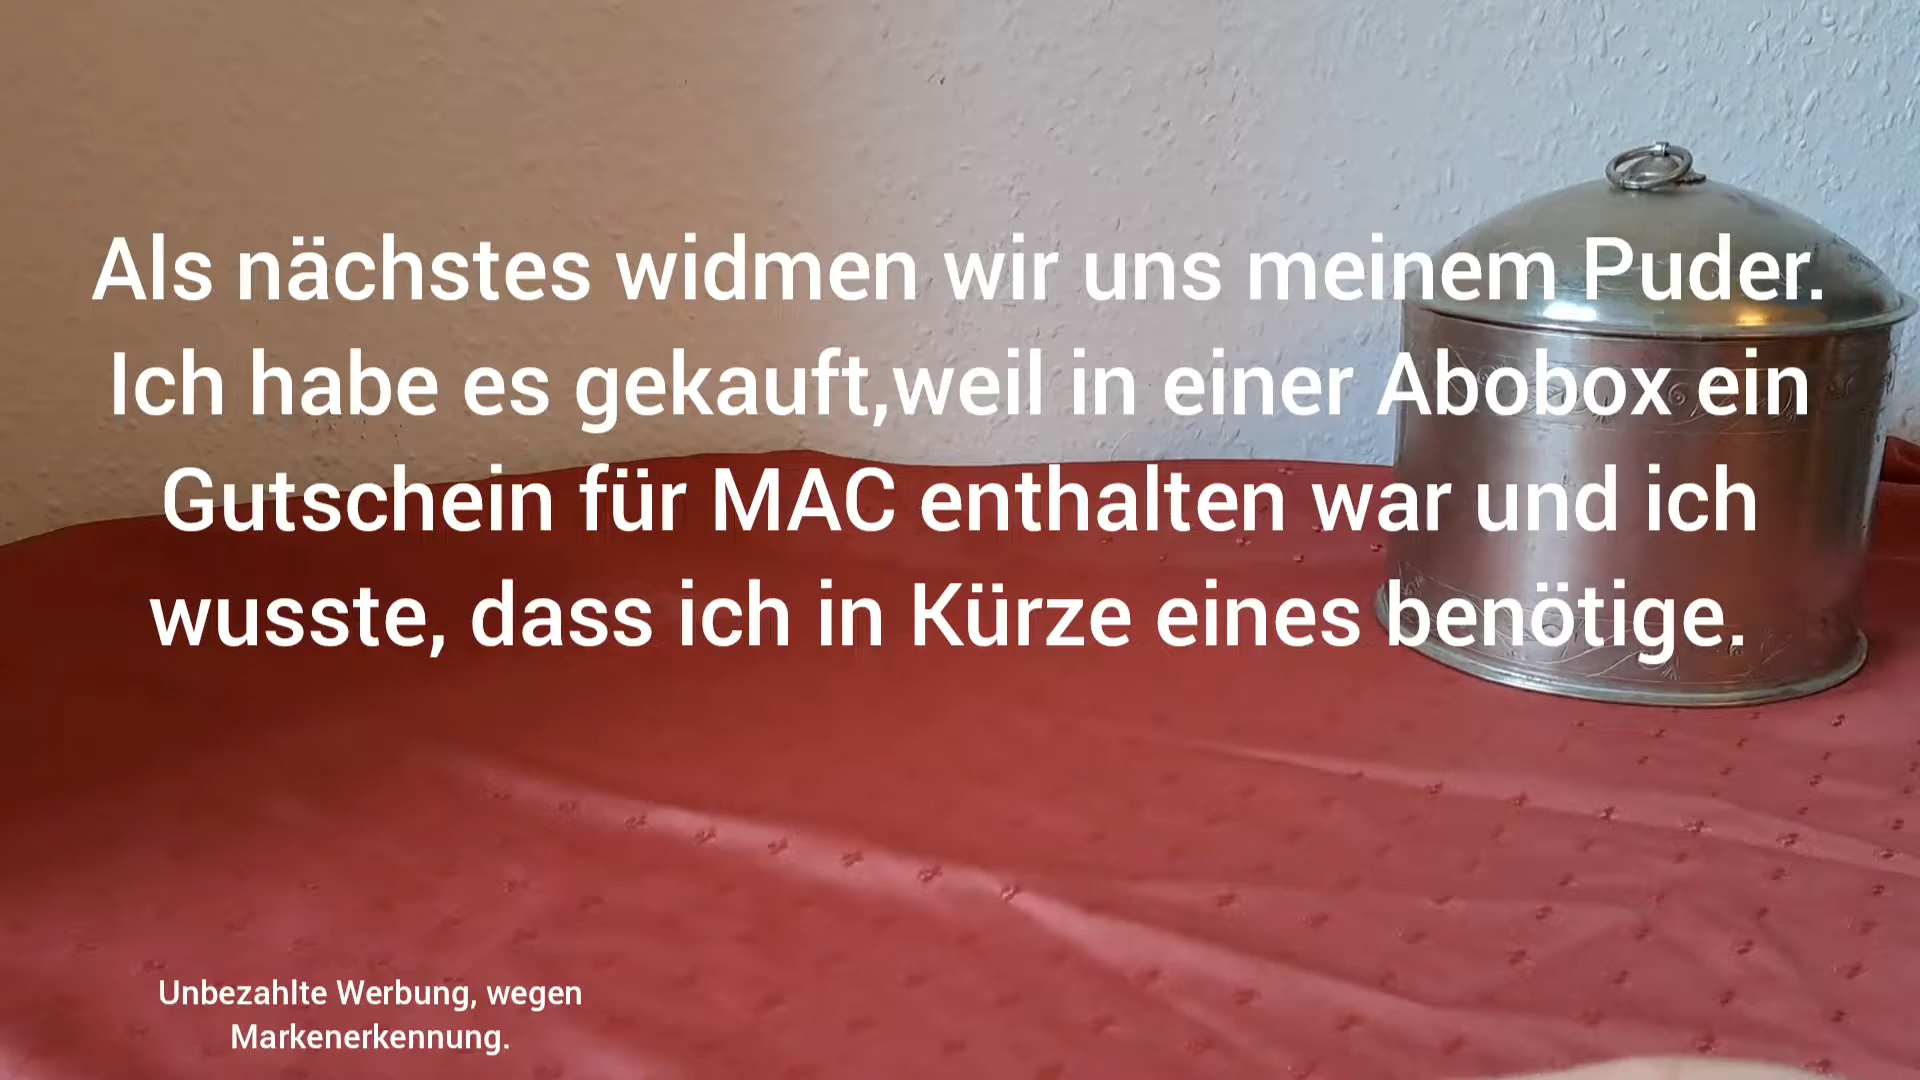 Als nächstes widmen wir uns meinem Puder.
Ich habe es gekauft,weil in einer Abobox ein
Gutschein für MAC enthalten war und ich
wusste, dass ich in Kürze eines benötige.
Unbezahlte Werbung, wegen
Markenerkennung.